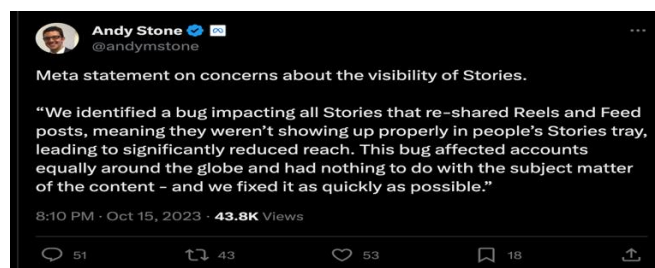 Andy Stone
@andymstone
Meta statement on concerns about the visibility of Stories.
“We identified a bug impacting all Stories that re-shared Reels and Feed
posts, meaning they weren’t showing up properly in people’s Stories tray,
leading to significantly reduced reach. This bug affected accounts
equally around the globe and had nothing to do with the subject matter
of the content – and we fixed it as quickly as possible.”
8:10 PM · Oct 15, 2023 · 43.8K Views
51 43 53 18